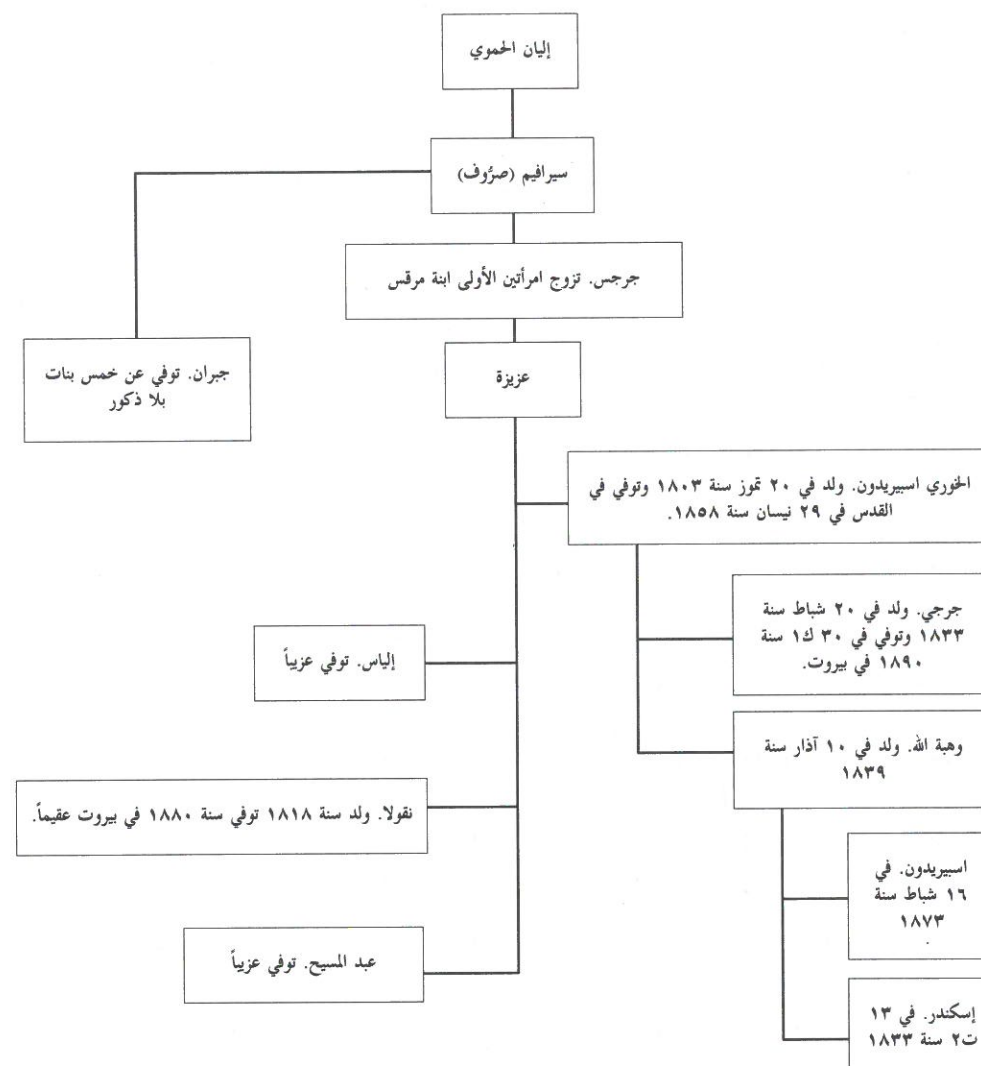 إليان الحموي
سيرافيم (صرُّوف)
جرجس. تزوج امرأتين الأولى ابنة مرقس
جبران. توفي عن خمس بنات
بلا ذكور
عزيزة
الخوري اسبيريدون. ولد في ٢٠ تموز سنة ١٨٠٣ وتوفي في
القدس في ٢٩ نيسان سنة ١٨٥٨.
جرجي. ولد في ٢٠ شباط سنة
١٨٣٣ وتوفي في ٣٠ ك١ سنة
١٨٩٠ في بيروت.
إلياس. توفي عزيباً
وهبة الله. ولد في ١٠ آذار سنة
١٨٣٩
نقولا. ولد سنة ١٨١٨ توفي سنة ١٨٨٠ في بيروت عقيماً.
اسبيريدون. في
١٦ شباط سنة
١٨٧٣
.
عبد المسيح. توفي عزيباً
إسكندر. في ١٣
ت٢ سنة ١٨٣٣